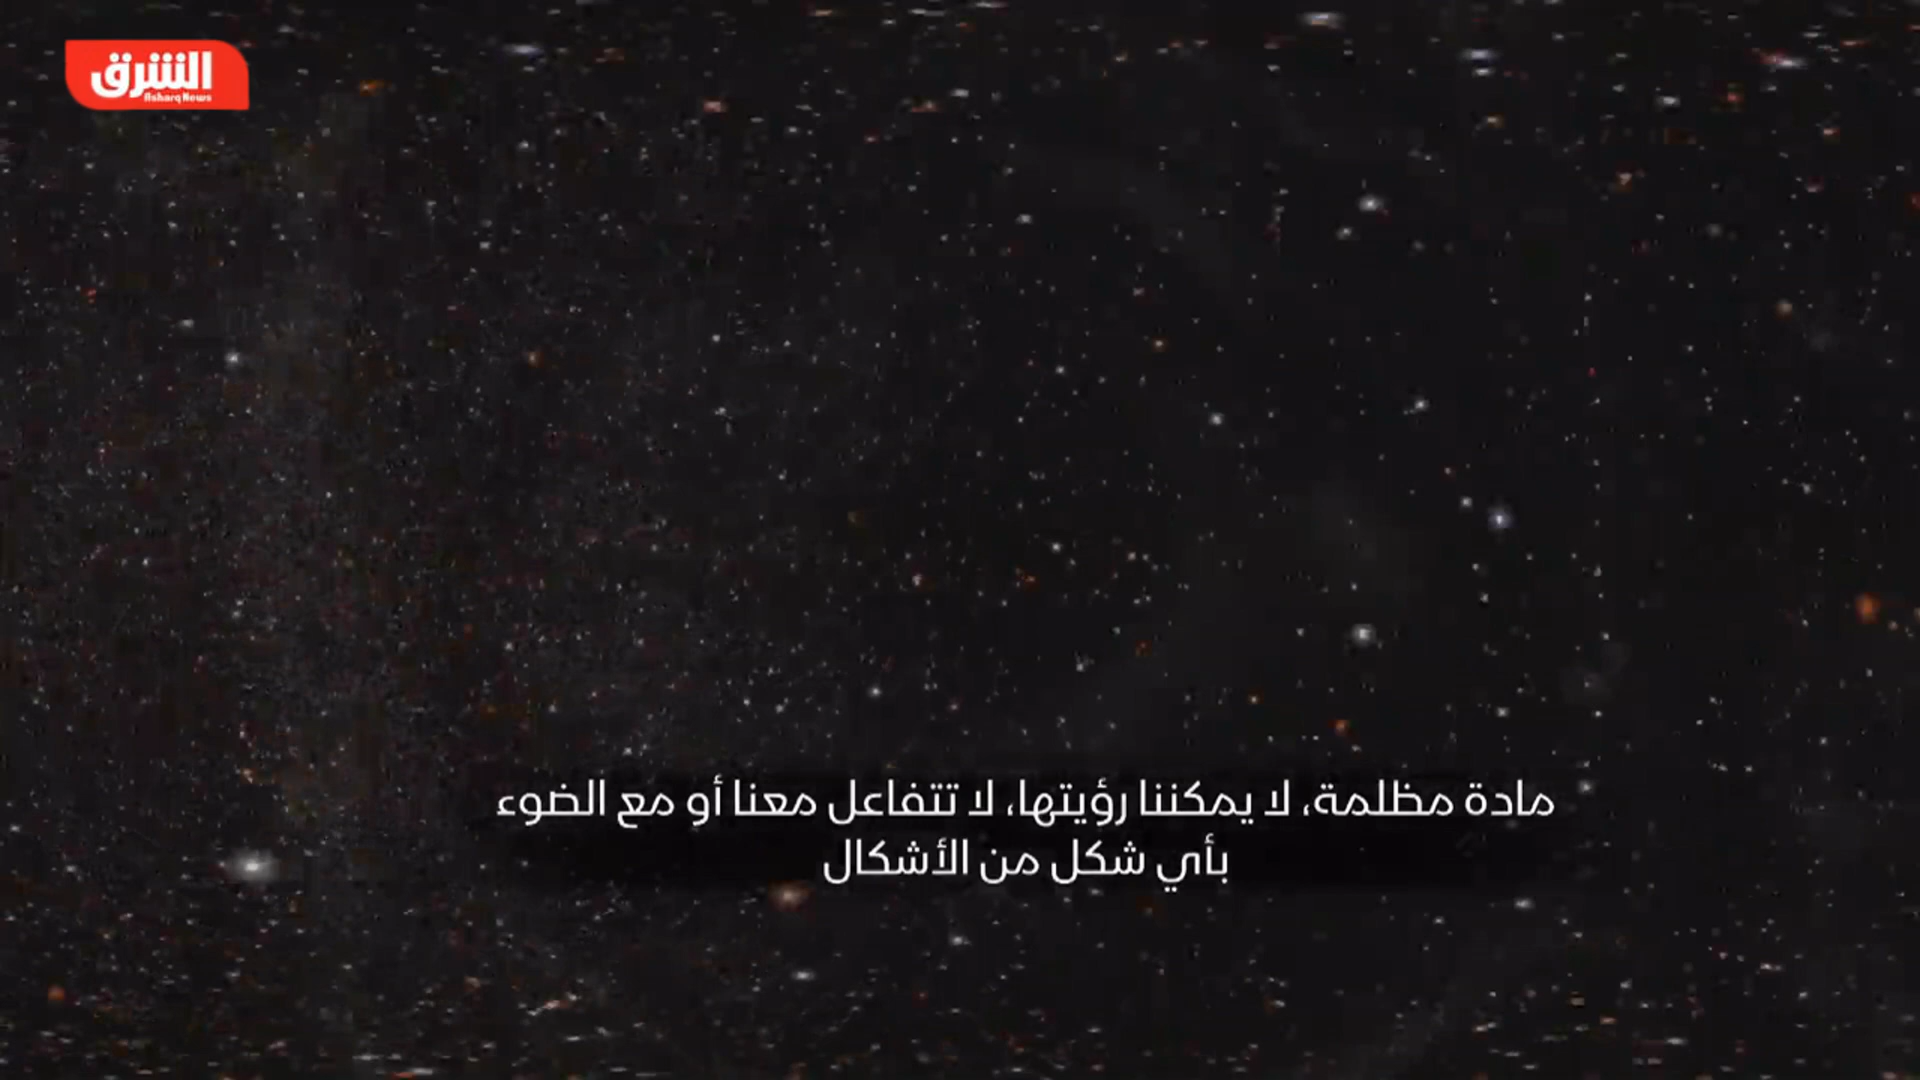 الشرق
Asharq News
مادة مظلمة، لا يمكننا رؤيتها، لا تتفاعل معنا أو مع الضوء
بأي شكل من الأشكال